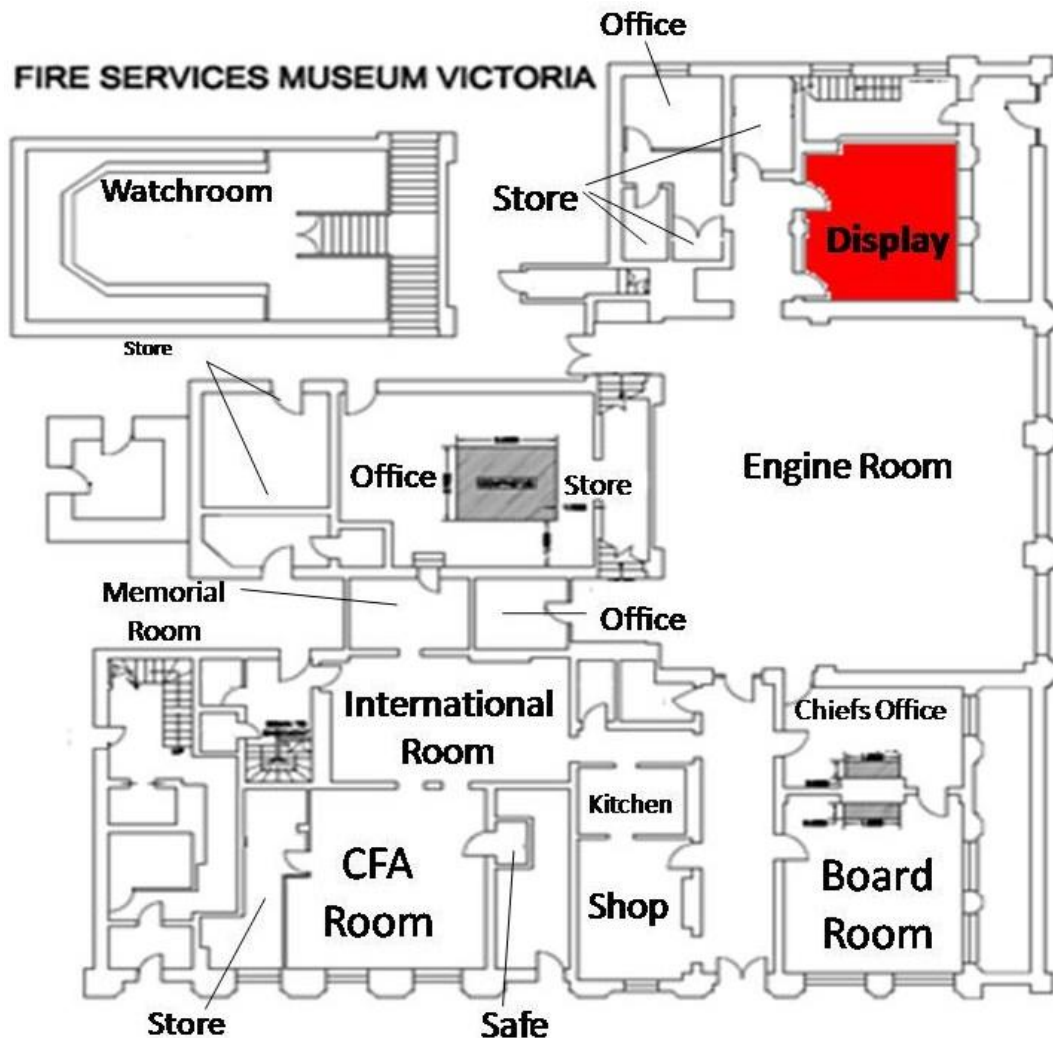 Office
FIRE SERVICES MUSEUM VICTORIA
Watchroom
Store
Display
Store
Office
Store
Engine Room
Memorial
Room
Office
International
Room
Chiefs Office
Kitchen
CFA
Room
Shop
Board
Room
Store
Safe